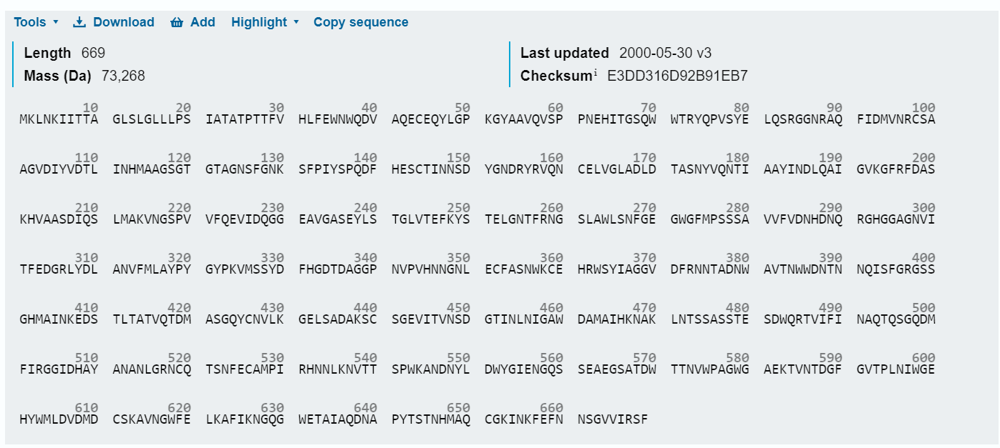 Tools Download Add Highlight Copy sequence
Length 669 Last updated 2000-05-30 v3
Mass (Da) 73,268 Checksumⁱ E3DD316D92B91EB7
10 20 30 40 50 60 70 80 90 100
MKLNKIITTA GLSLGLLLPS IATATPTTFV HLFEWNWQDV AQECEQYLGP KGYAAVQVSP PNEHITGSQW WTRYQPVSYE LQSRGGNRAQ FIDMVNRCSA
110 120 130 140 150 160 170 180 190 200
AGVDIYVDTL INHMAAGSGT GTAGNSFGNK SFPIYSPQDF HESCTINNSD YGNDRYRVQN CELVGLADLD TASNYVQNTI AAYINDLQAI GVKGFRFDAS
210 220 230 240 250 260 270 280 290 300
KHVAASDIQS LMAKVNGSPV VFQEVIDQGG EAVGASEYLS TGLVTEFKYS TELGNTFRNG SLAWLSNFGE GWGFMPSSSA VVFVDNHDNQ RGHGGAGNVI
310 320 330 340 350 360 370 380 390 400
TFEDGRLYDL ANVFMLAYPY GYPKVMSSYD FHGDTDAGGP NVPVHNNGNL ECFASNWKCE HRWSYIAGGV DFRNNTADNW AVTNWWDNTN NQISFGRGSS
410 420 430 440 450 460 470 480 490 500
GHMAINKEDS TLTATVQTDM ASGQYCNVLK GELSADAKSC SGEVITVNSD GTINLNIGAW DAMAIHKNAK LNTSSASSTE SDWQRTVIFI NAQTQSGQDM
510 520 530 540 550 560 570 580 590 600
FIRGGIDHAY ANANLGRNCQ TSNFECAMPI RHNNLKNVTT SPWKANDNYL DWYGIENGQS SEAEGSATDW TTNVWPAGWG AEKTVNTDGF GVTPLNIWGE
610 620 630 640 650 660
HYWMLDVDMD CSKAVNGWFE LKAFIKNGQG WETAIAQDNA PYTSTNHMAQ CGKINKFEFN NSGVVIRSF